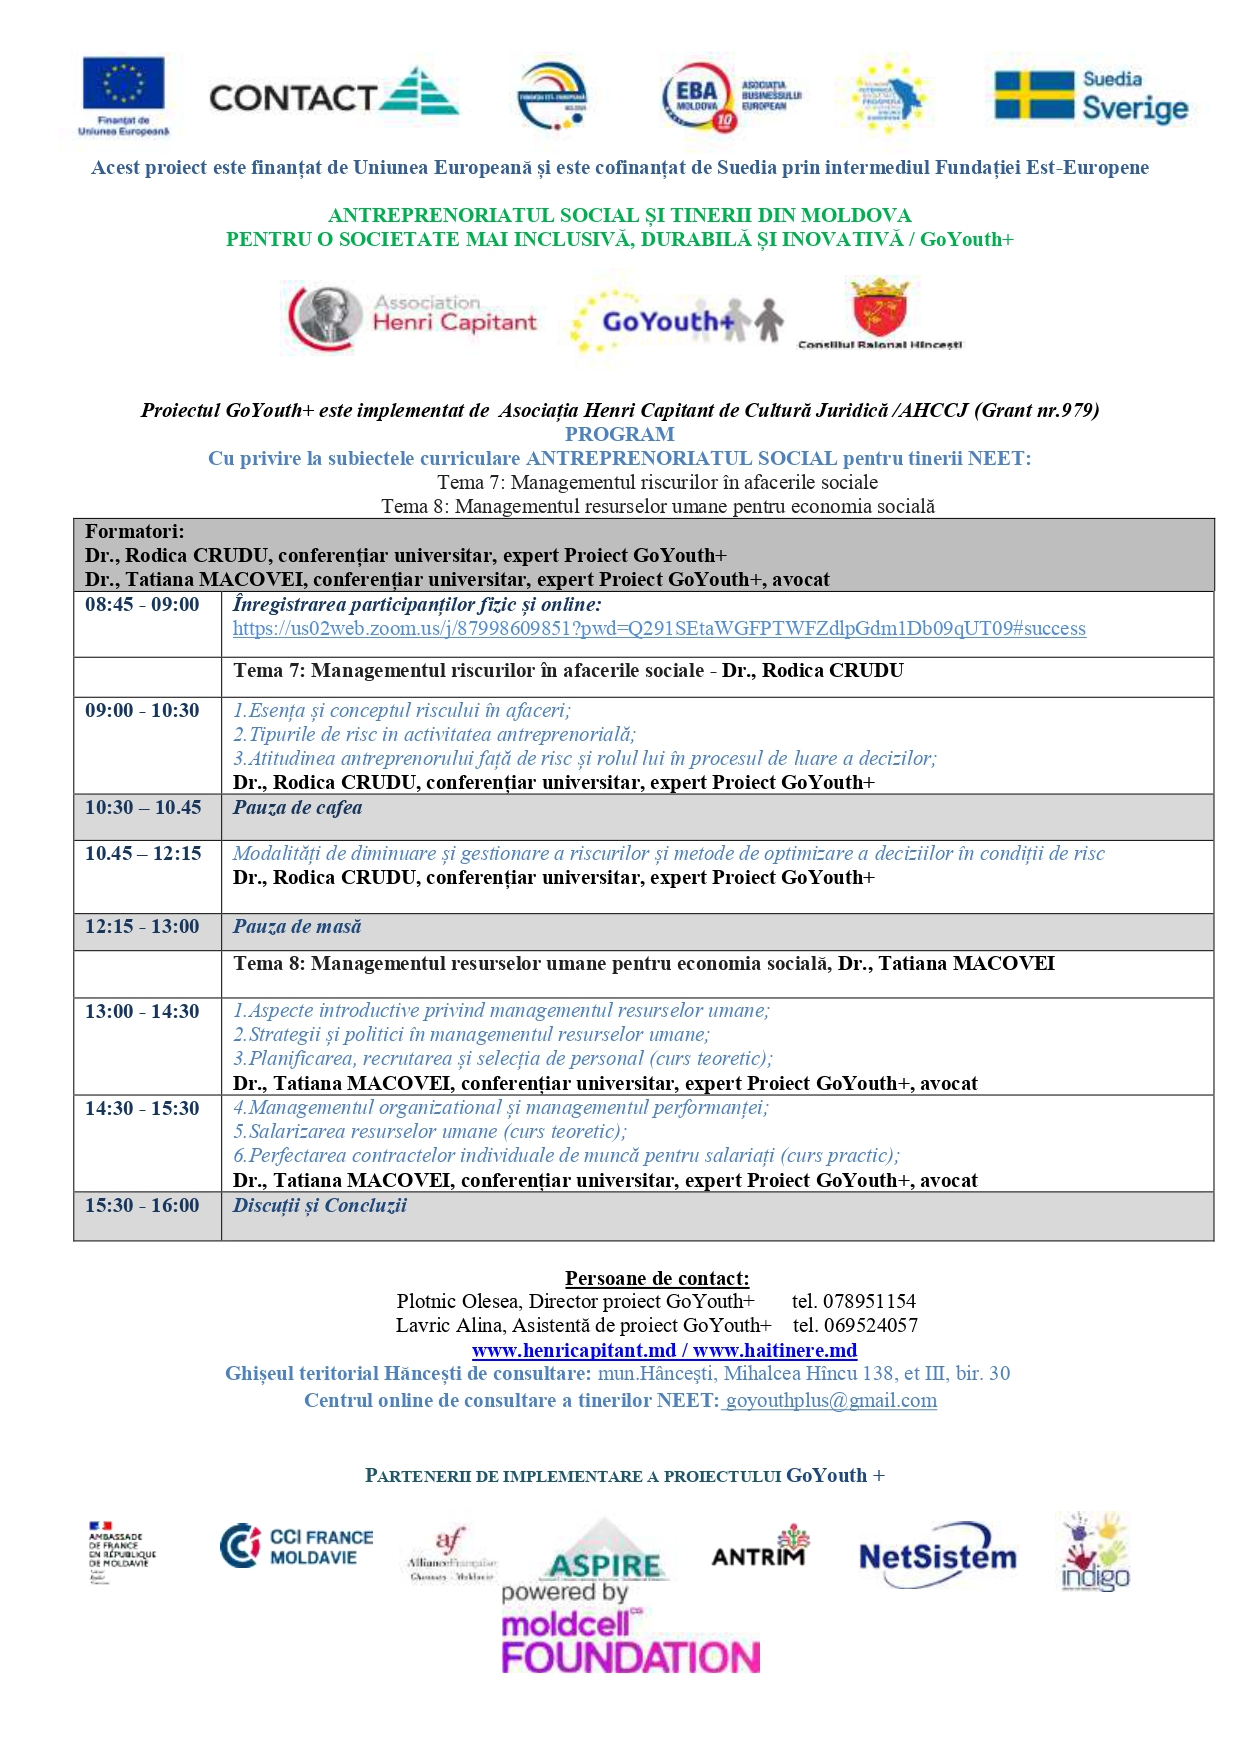 Finanțat de
Uniunea Europeană
CONTACT
FUNDAȚIA EST-EUROPEANĂ
MOLDOVA
EBA
MOLDOVA
10
ASOCIAȚIA
BUSINESSULUI
EUROPEAN
Suedia
Sverige
Acest proiect este finanțat de Uniunea Europeană și este cofinanțat de Suedia prin intermediul Fundației Est-Europene
ANTREPRENORIATUL SOCIAL ȘI TINERII DIN MOLDOVA
PENTRU O SOCIETATE MAI INCLUSIVĂ, DURABILĂ ȘI INOVATIVĂ / GoYouth+
Association
Henri Capitant
GoYouth+
Consiliul Raional Hîncești
Proiectul GoYouth+ este implementat de Asociația Henri Capitant de Cultură Juridică /AHCCJ (Grant nr.979)
PROGRAM
Cu privire la subiectele curriculare ANTREPRENORIATUL SOCIAL pentru tinerii NEET:
Tema 7: Managementul riscurilor în afacerile sociale
Tema 8: Managementul resurselor umane pentru economia socială
Formatori:
Dr., Rodica CRUDU, conferențiar universitar, expert Proiect GoYouth+
Dr., Tatiana MACOVEI, conferențiar universitar, expert Proiect GoYouth+, avocat
08:45 - 09:00 Înregistrarea participanților fizic și online:
https://us02web.zoom.us/j/87998609851?pwd=Q291SEtaWGFPTWFZdlpGdm1Db09qUT09#success
Tema 7: Managementul riscurilor în afacerile sociale - Dr., Rodica CRUDU
09:00 - 10:30 1.Esența și conceptul riscului în afaceri;
2.Tipurile de risc in activitatea antreprenorială;
3.Atitudinea antreprenorului față de risc și rolul lui în procesul de luare a decizilor;
Dr., Rodica CRUDU, conferențiar universitar, expert Proiect GoYouth+
10:30 – 10.45 Pauza de cafea
10.45 – 12:15 Modalități de diminuare și gestionare a riscurilor și metode de optimizare a deciziilor în condiții de risc
Dr., Rodica CRUDU, conferențiar universitar, expert Proiect GoYouth+
12:15 - 13:00 Pauza de masă
Tema 8: Managementul resurselor umane pentru economia socială, Dr., Tatiana MACOVEI
13:00 - 14:30 1.Aspecte introductive privind managementul resurselor umane;
2.Strategii și politici în managementul resurselor umane;
3.Planificarea, recrutarea și selecția de personal (curs teoretic);
Dr., Tatiana MACOVEI, conferențiar universitar, expert Proiect GoYouth+, avocat
14:30 - 15:30 4.Managementul organizational și managementul performanței;
5.Salarizarea resurselor umane (curs teoretic);
6.Perfectarea contractelor individuale de muncă pentru salariați (curs practic);
Dr., Tatiana MACOVEI, conferențiar universitar, expert Proiect GoYouth+, avocat
15:30 - 16:00 Discuții și Concluzii
Persoane de contact:
Plotnic Olesea, Director proiect GoYouth+ tel. 078951154
Lavric Alina, Asistentă de proiect GoYouth+ tel. 069524057
www.henricapitant.md / www.haitinere.md
Ghișeul teritorial Hăncești de consultare: mun.Hânceşti, Mihalcea Hîncu 138, et III, bir. 30
Centrul online de consultare a tinerilor NEET: goyouthplus@gmail.com
PARTENERII DE IMPLEMENTARE A PROIECTULUI GoYouth +
AMBASSADE
DE FRANCE
EN RÉPUBLIQUE
DE MOLDAVIE
CCI FRANCE
MOLDAVIE
af
AllianceFrançaise
ASPIRE
ANTRIM
NetSistem
indigo
powered by
moldcell
FOUNDATION